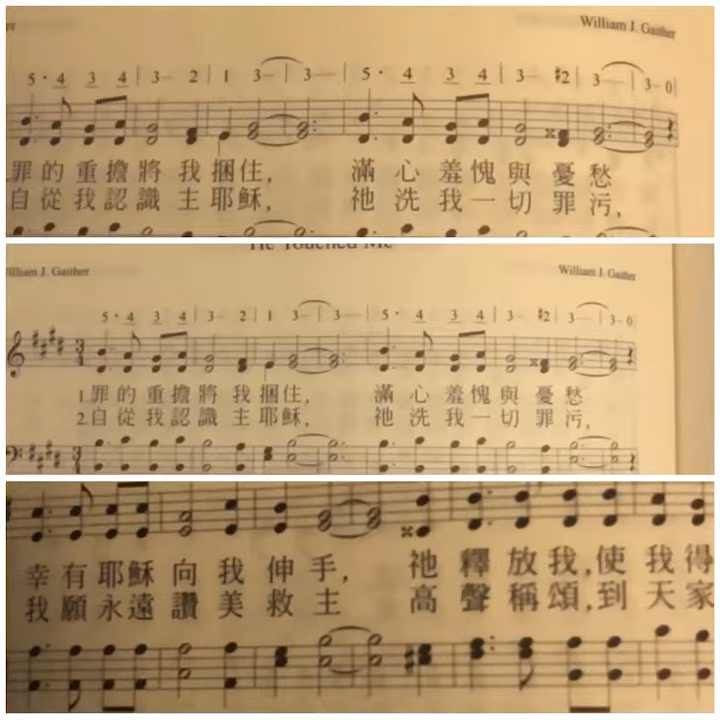 William J. Gaither
5· 4 3 4 | 3— 2 | 1 3— | 3—— | 5· 4 3 4 | 3— #2 | 3—— | 3—0
罪的重擔將我捆住, 滿心羞愧與憂愁
自從我認識主耶穌, 祂洗我一切罪污,
He Touched Me
William J. Gaither William J. Gaither
5· 4 3 4 | 3— 2 | 1 3— | 3—— | 5· 4 3 4 | 3— #2 | 3—— | 3—0
1.罪的重擔將我捆住, 滿心羞愧與憂愁
2.自從我認識主耶穌, 祂洗我一切罪污,
幸有耶穌向我伸手, 祂釋放我,使我得
我願永遠讚美救主 高聲稱頌,到天家